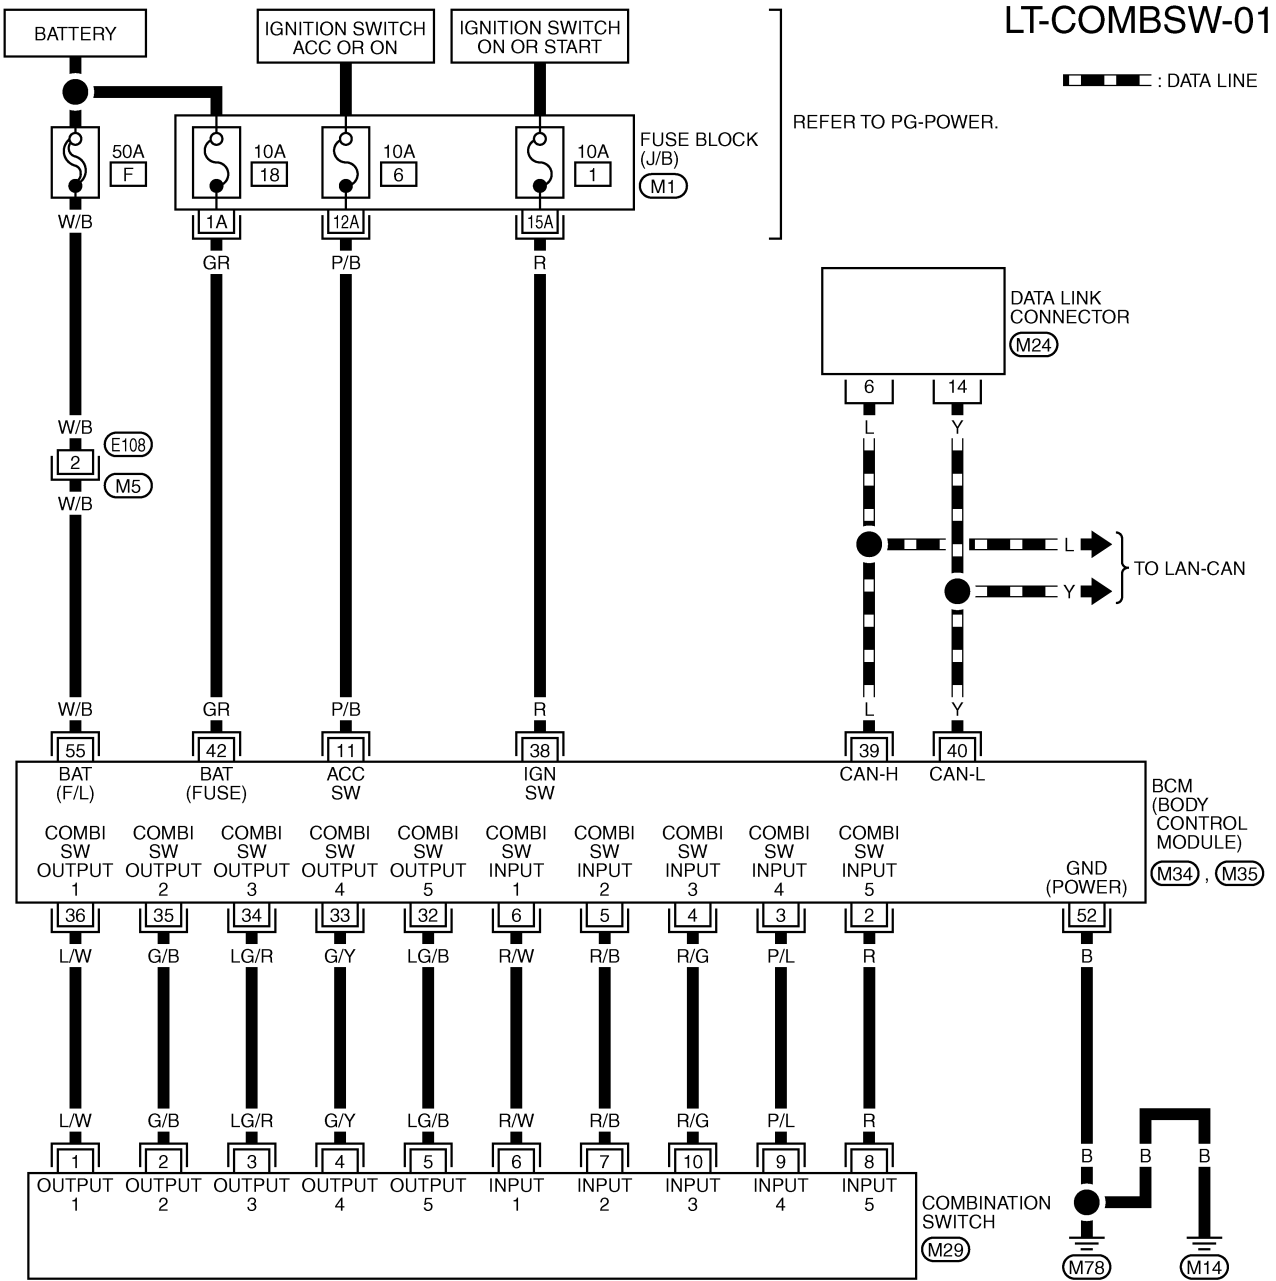 LT-COMBSW-01
BATTERY
IGNITION SWITCH
ACC OR ON
IGNITION SWITCH
ON OR START
: DATA LINE
REFER TO PG-POWER.
50A
F
10A
18
10A
6
10A
1
FUSE BLOCK
(J/B)
M1
W/B
1A
12A
15A
GR
P/B
R
DATA LINK
CONNECTOR
M24
6
14
L
Y
W/B
E108
2
M5
W/B
L
Y
TO LAN-CAN
W/B
GR
P/B
R
L
Y
55
42
11
38
39
40
BAT
(F/L)
BAT
(FUSE)
ACC
SW
IGN
SW
CAN-H
CAN-L
BCM
(BODY
CONTROL
MODULE)
M34 , M35
COMBI
SW
OUTPUT
1
COMBI
SW
OUTPUT
2
COMBI
SW
OUTPUT
3
COMBI
SW
OUTPUT
4
COMBI
SW
OUTPUT
5
COMBI
SW
INPUT
1
COMBI
SW
INPUT
2
COMBI
SW
INPUT
3
COMBI
SW
INPUT
4
COMBI
SW
INPUT
5
GND
(POWER)
36
35
34
33
32
6
5
4
3
2
52
L/W
G/B
LG/R
G/Y
LG/B
R/W
R/B
R/G
P/L
R
B
L/W
G/B
LG/R
G/Y
LG/B
R/W
R/B
R/G
P/L
R
B
B
B
1
2
3
4
5
6
7
10
9
8
OUTPUT
1
OUTPUT
2
OUTPUT
3
OUTPUT
4
OUTPUT
5
INPUT
1
INPUT
2
INPUT
3
INPUT
4
INPUT
5
COMBINATION
SWITCH
M29
M78
M14